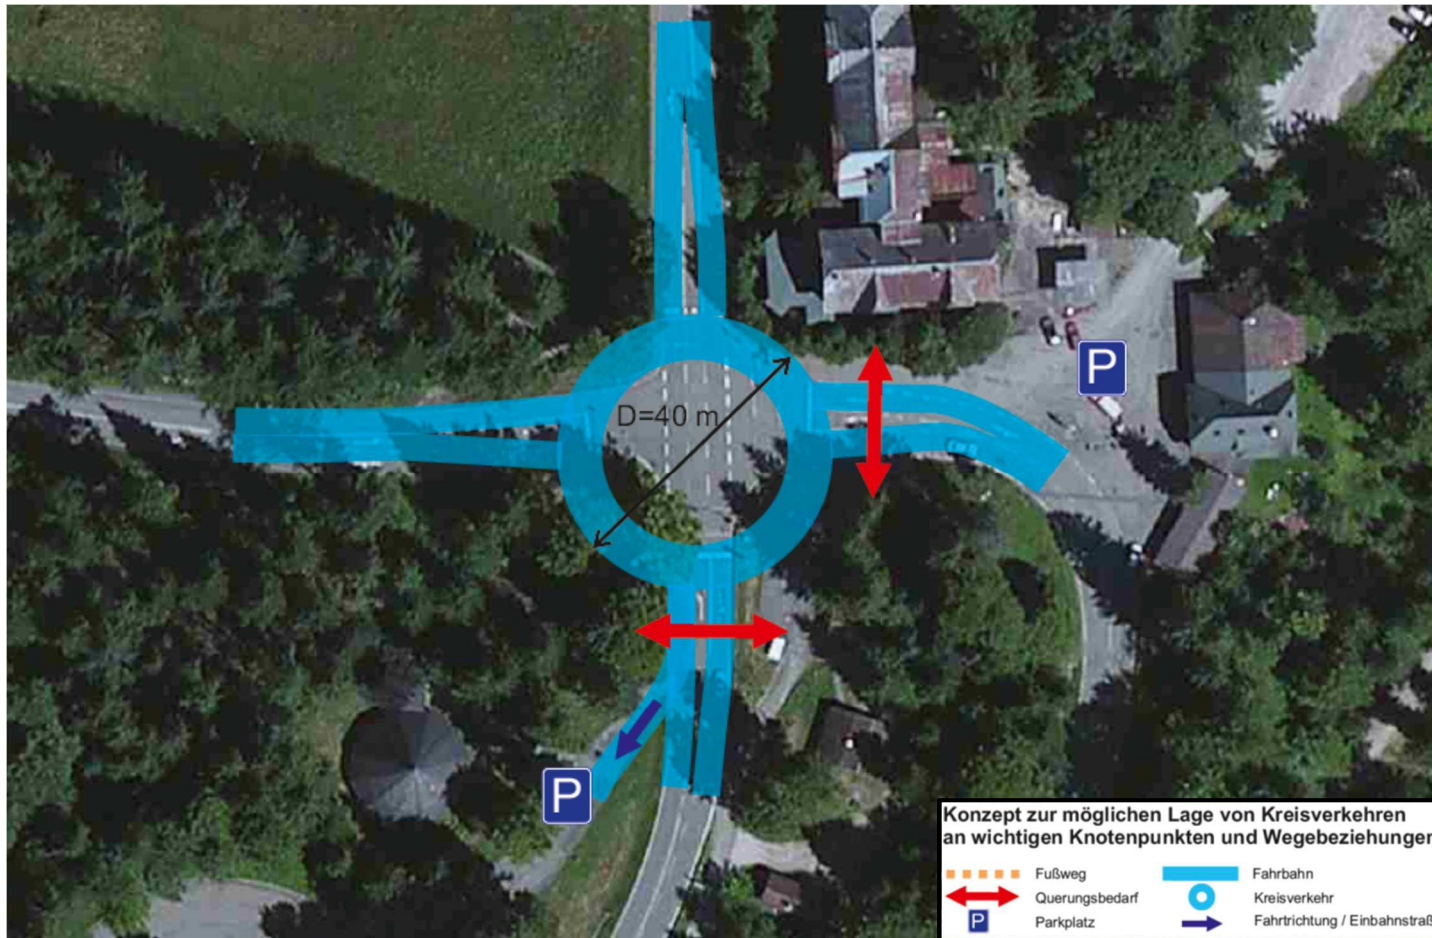 D=40 m
P
P
Konzept zur möglichen Lage von Kreisverkehren
an wichtigen Knotenpunkten und Wegebeziehungen
Fußweg
Fahrbahn
Querungsbedarf
Kreisverkehr
P
Parkplatz
Fahrtrichtung / Einbahnstraß